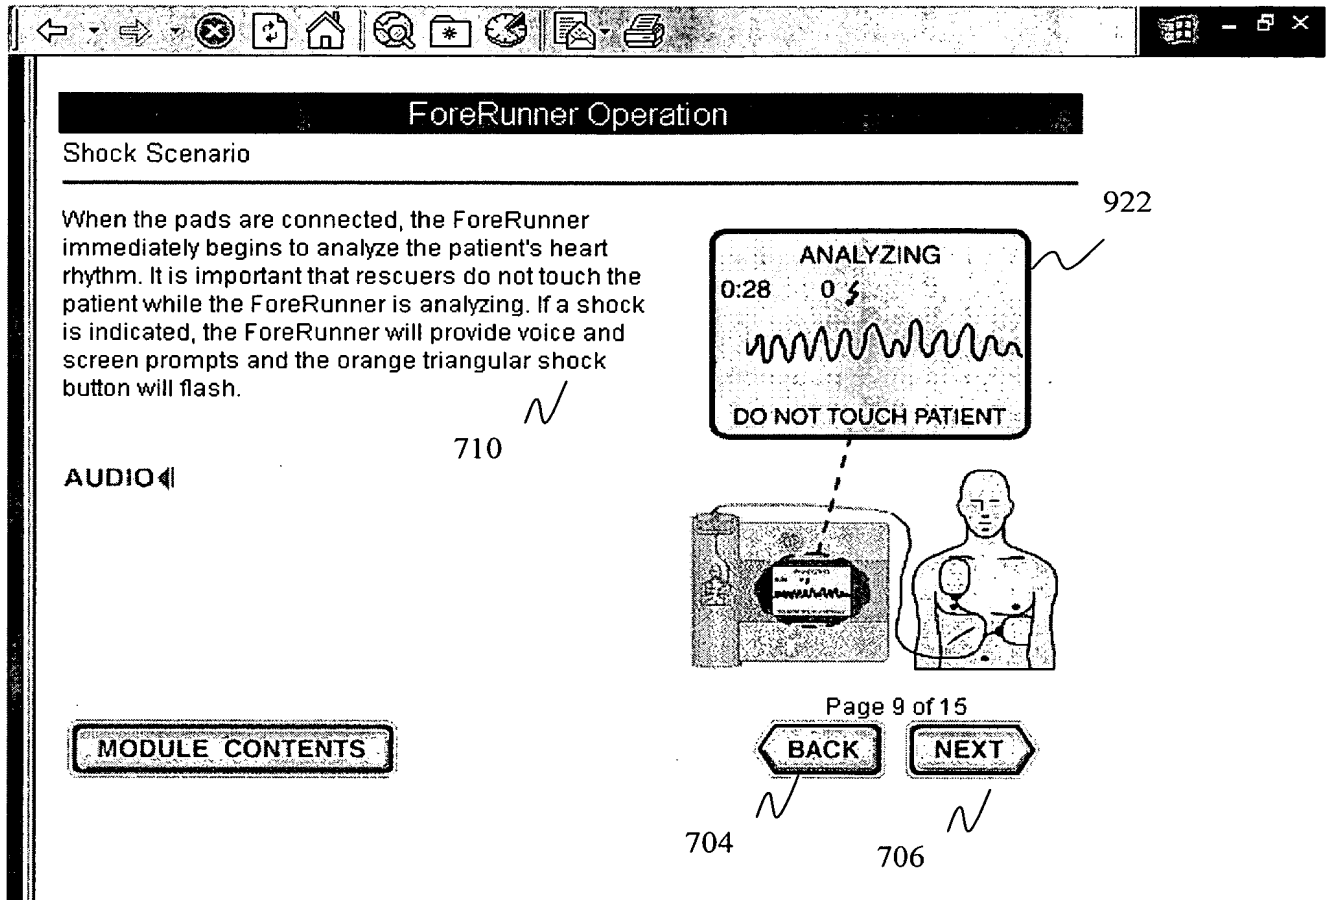 ForeRunner Operation
Shock Scenario
When the pads are connected, the ForeRunner
immediately begins to analyze the patient's heart
rhythm. It is important that rescuers do not touch the
patient while the ForeRunner is analyzing. If a shock
is indicated, the ForeRunner will provide voice and
screen prompts and the orange triangular shock
button will flash.
710
AUDIO
922
ANALYZING
0:28 0
DO NOT TOUCH PATIENT
Page 9 of 15
MODULE CONTENTS
BACK
NEXT
704
706